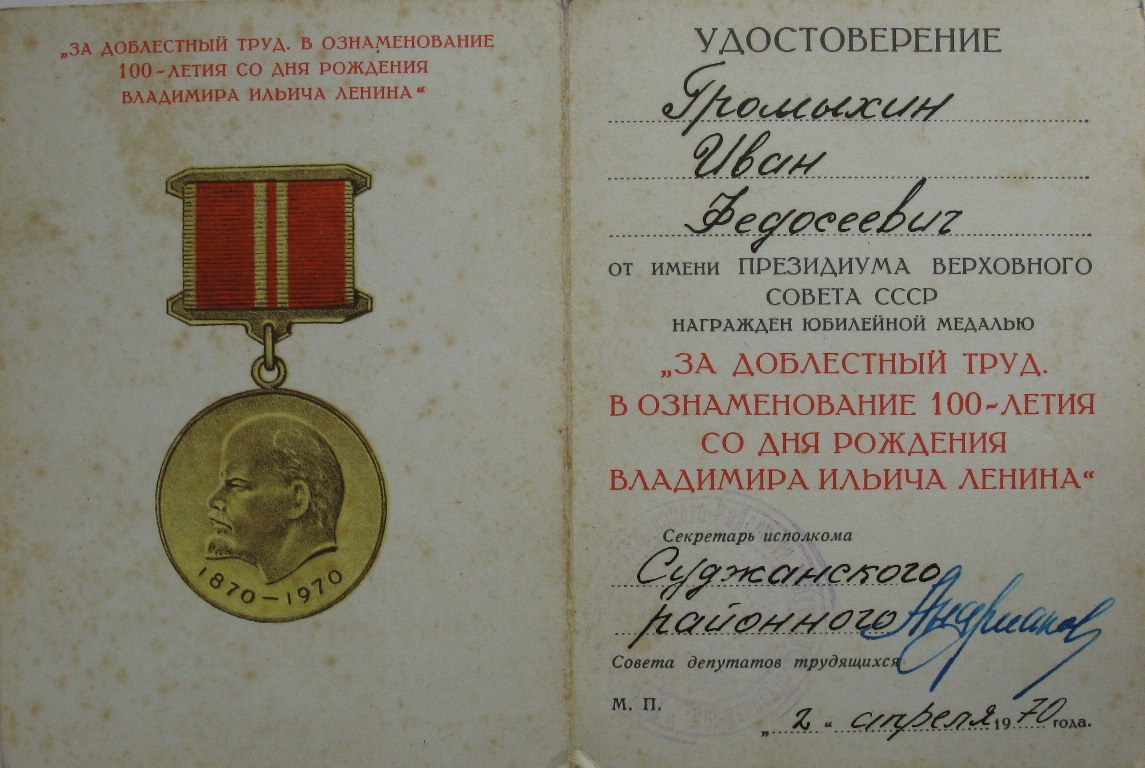 „ЗА ДОБЛЕСТНЫЙ ТРУД. В ОЗНАМЕНОВАНИЕ
100-ЛЕТИЯ СО ДНЯ РОЖДЕНИЯ
ВЛАДИМИРА ИЛЬИЧА ЛЕНИНА“
1870-1970
УДОСТОВЕРЕНИЕ
Громыхин
Иван
Федосеевич
ОТ ИМЕНИ ПРЕЗИДИУМА ВЕРХОВНОГО
СОВЕТА СССР
НАГРАЖДЕН ЮБИЛЕЙНОЙ МЕДАЛЬЮ
„ЗА ДОБЛЕСТНЫЙ ТРУД.
В ОЗНАМЕНОВАНИЕ 100-ЛЕТИЯ
СО ДНЯ РОЖДЕНИЯ
ВЛАДИМИРА ИЛЬИЧА ЛЕНИНА“
Секретарь исполкома
Суджанского
районного
Совета депутатов трудящихся
М. П.
„2“ апреля 1970 года.